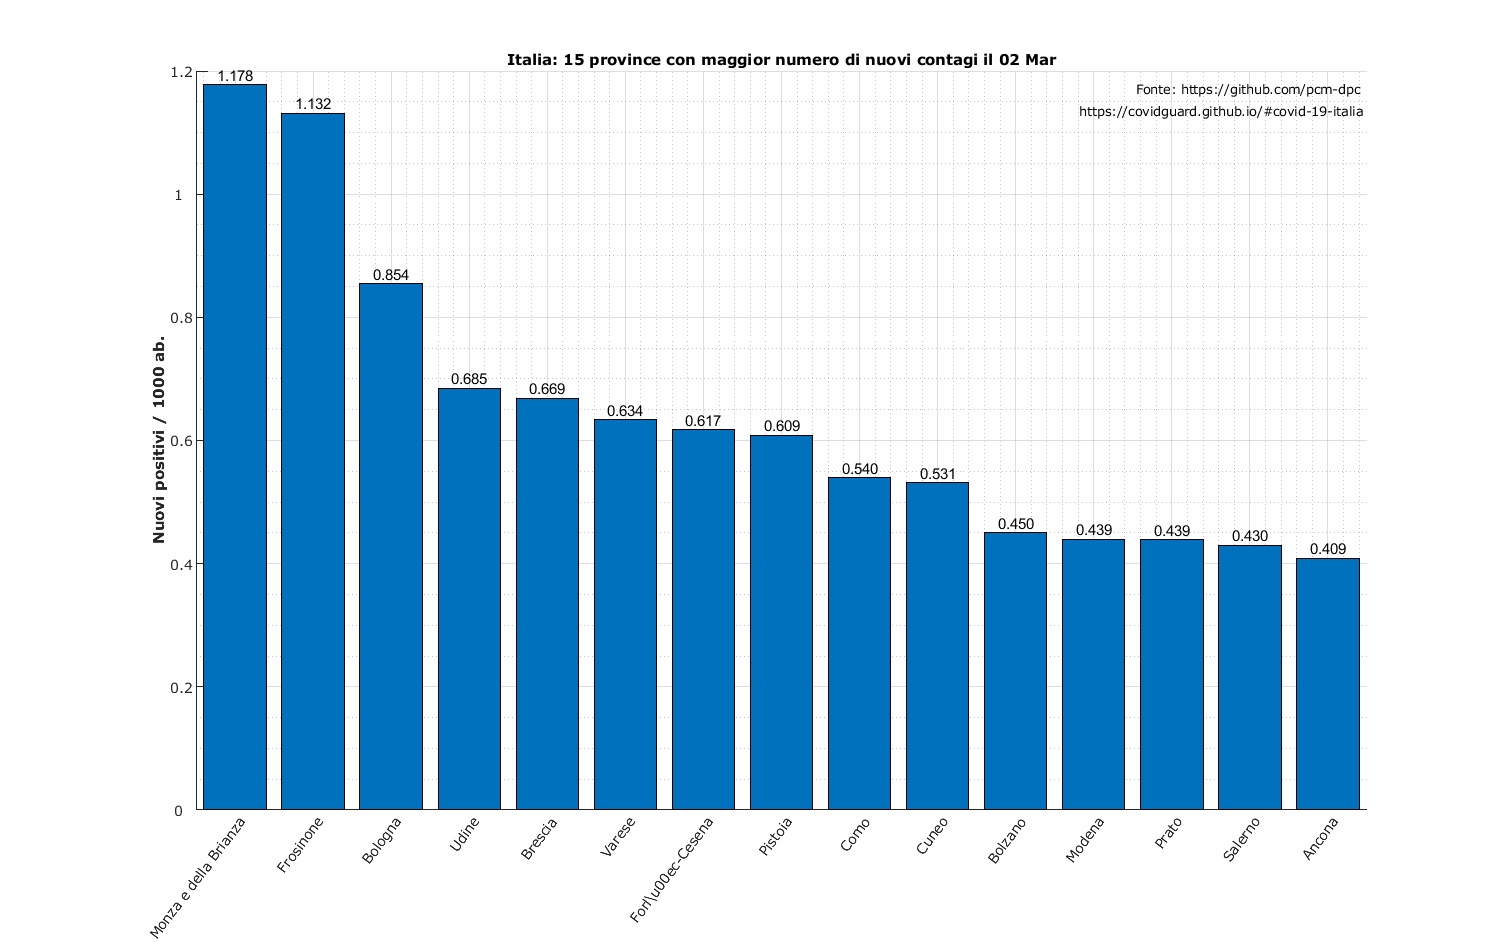 Italia: 15 province con maggior numero di nuovi contagi il 02 Mar
Fonte: https://github.com/pcm-dpc
https://covidguard.github.io/#covid-19-italia
Nuovi positivi / 1000 ab.
1.2
1
0.8
0.6
0.4
0.2
0
1.178
1.132
0.854
0.685
0.669
0.634
0.617
0.609
0.540
0.531
0.450
0.439
0.439
0.430
0.409
Monza e della Brianza
Frosinone
Bologna
Udine
Brescia
Varese
Forl\u00ec-Cesena
Pistoia
Como
Cuneo
Bolzano
Modena
Prato
Salerno
Ancona